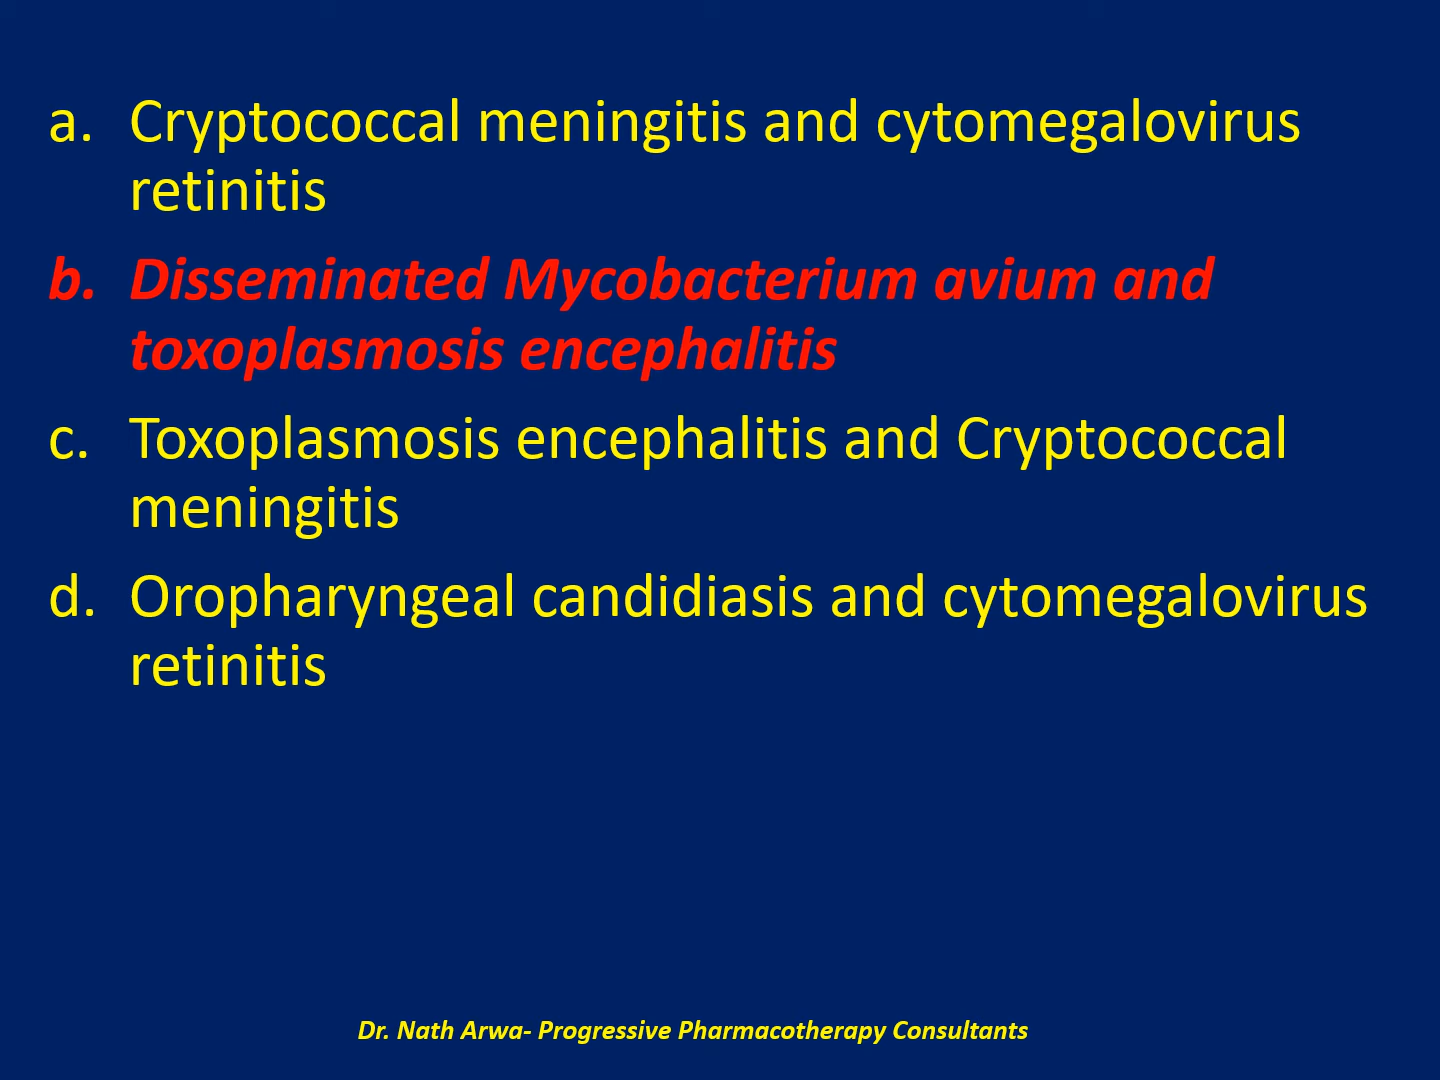 a. Cryptococcal meningitis and cytomegalovirus
retinitis
b. Disseminated Mycobacterium avium and
toxoplasmosis encephalitis
c. Toxoplasmosis encephalitis and Cryptococcal
meningitis
d. Oropharyngeal candidiasis and cytomegalovirus
retinitis
Dr. Nath Arwa- Progressive Pharmacotherapy Consultants